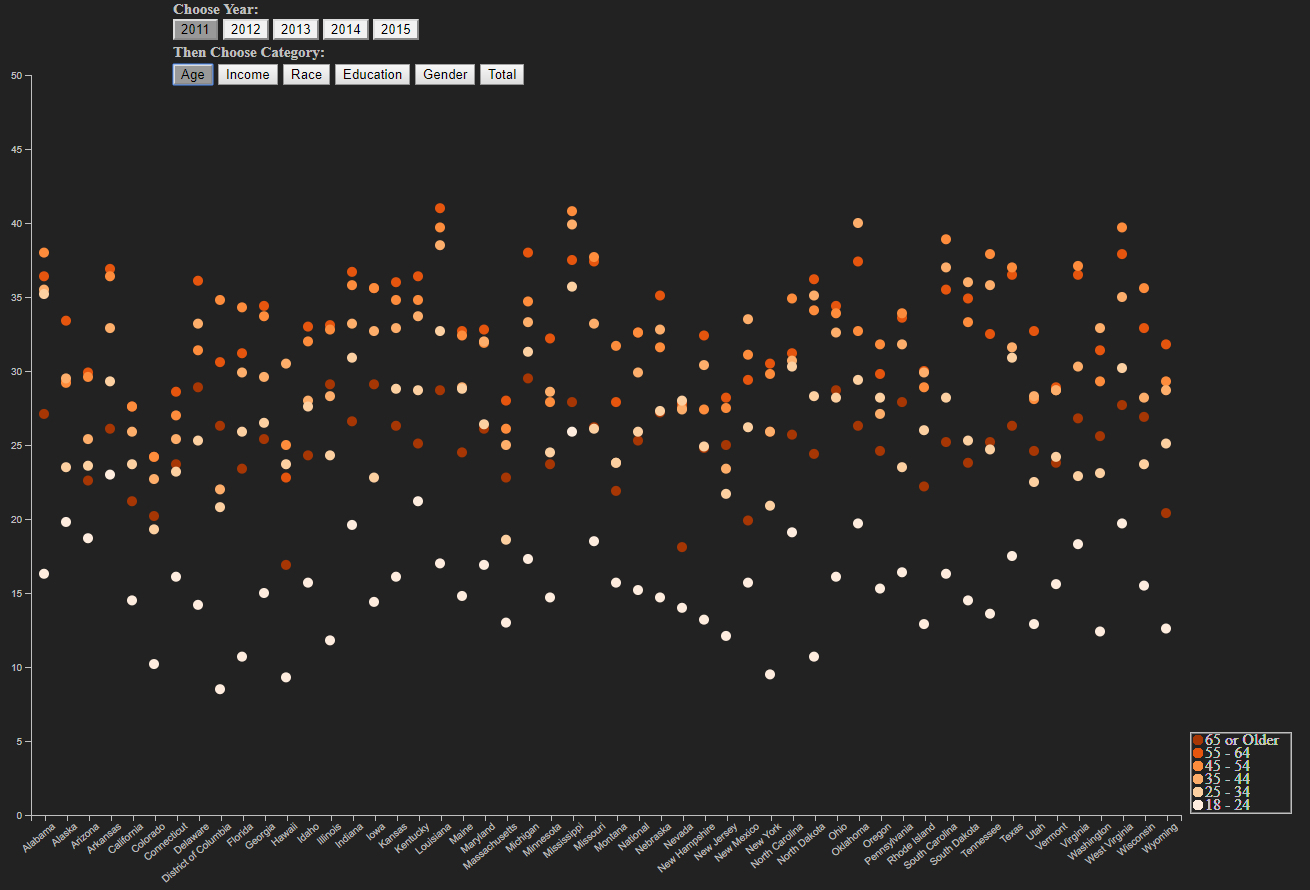 Choose Year:
2011 2012 2013 2014 2015
Then Choose Category:
Age Income Race Education Gender Total
50
45
40
35
30
25
20
15
10
5
0
Alabama
Alaska
Arizona
Arkansas
California
Colorado
Connecticut
Delaware
District of Columbia
Florida
Georgia
Hawaii
Idaho
Illinois
Indiana
Iowa
Kansas
Kentucky
Louisiana
Maine
Maryland
Massachusetts
Michigan
Minnesota
Mississippi
Missouri
Montana
National
Nebraska
Nevada
New Hampshire
New Jersey
New Mexico
New York
North Carolina
North Dakota
Ohio
Oklahoma
Oregon
Pennsylvania
Rhode Island
South Carolina
South Dakota
Tennessee
Texas
Utah
Vermont
Virginia
Washington
West Virginia
Wisconsin
Wyoming
65 or Older
55 - 64
45 - 54
35 - 44
25 - 34
18 - 24